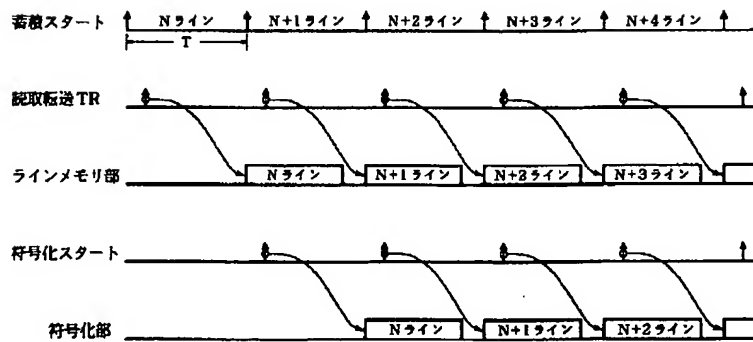 蓄積スタート
Nライン N+1ライン N+2ライン N+3ライン N+4ライン
T
読取転送TR
ラインメモリ部
Nライン N+1ライン N+2ライン N+3ライン
符号化スタート
符号化部
Nライン N+1ライン N+2ライン